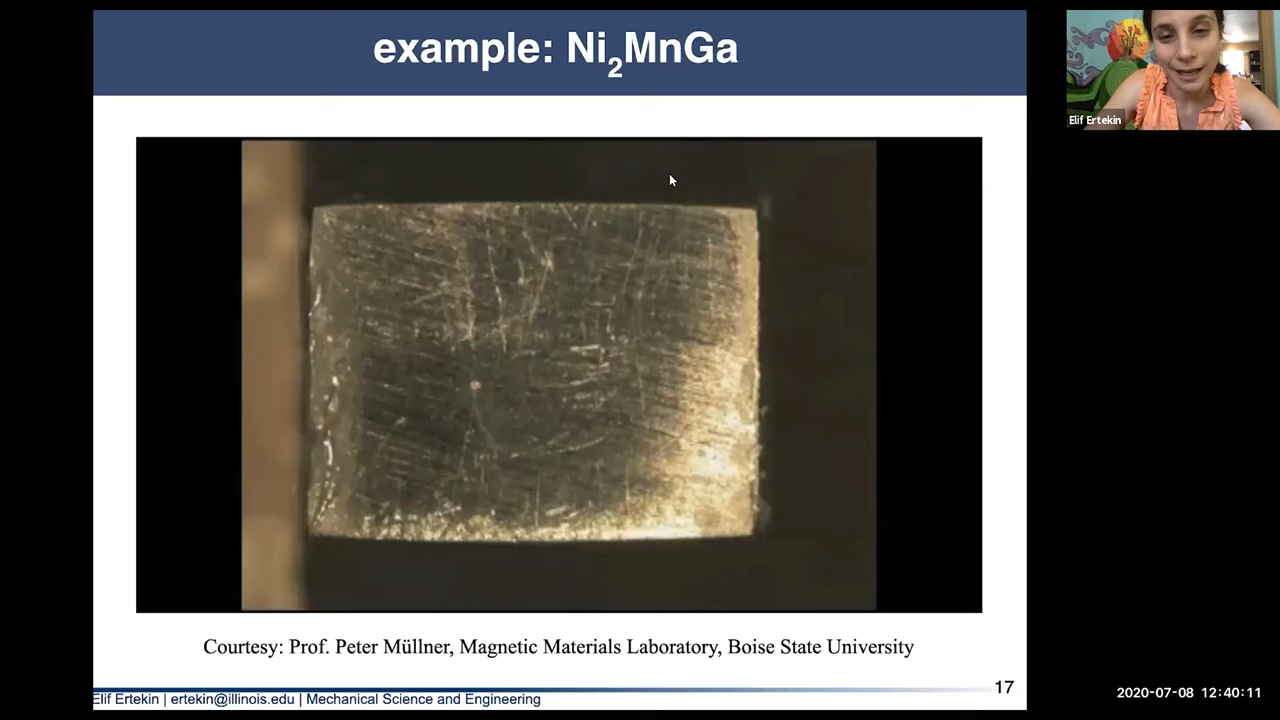 example: Ni₂MnGa
Elif Ertekin
Courtesy: Prof. Peter Müllner, Magnetic Materials Laboratory, Boise State University
Elif Ertekin | ertekin@illinois.edu | Mechanical Science and Engineering
17
2020-07-08 12:40:11